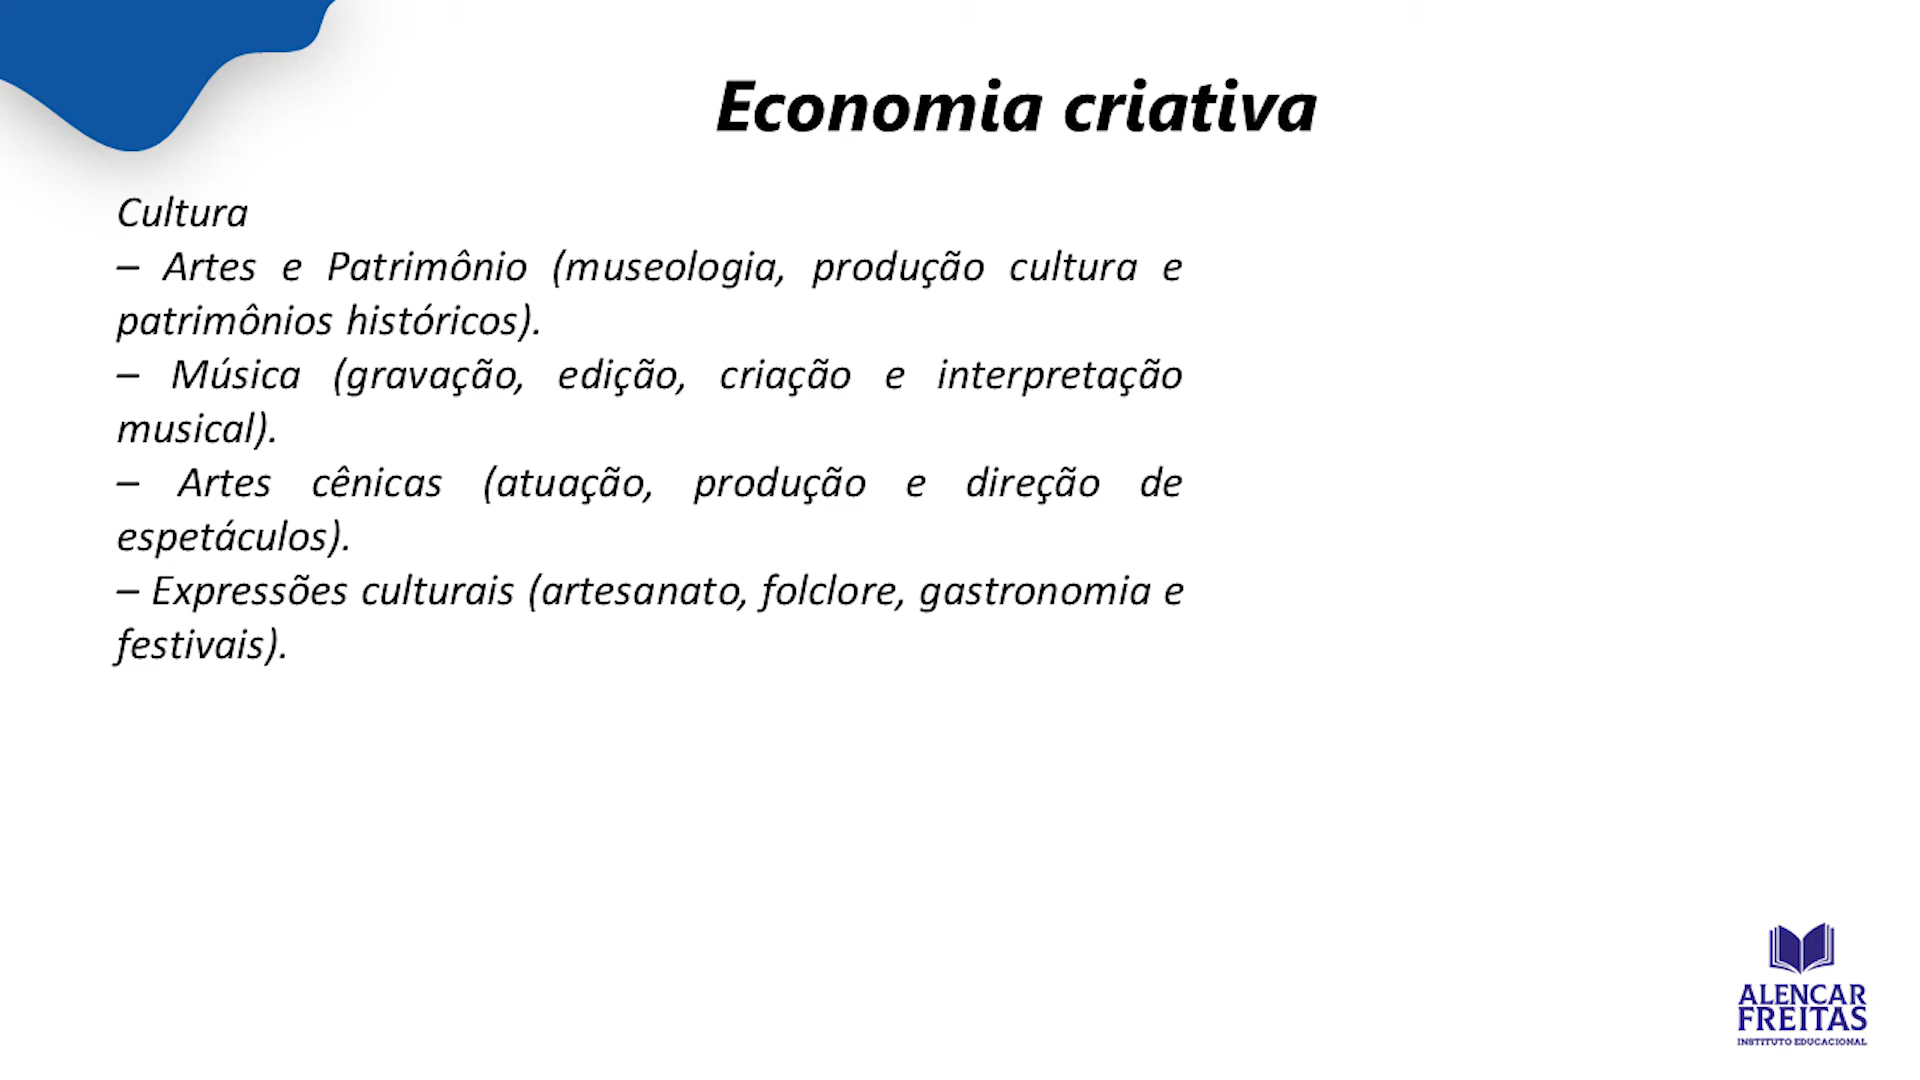 Economia criativa
Cultura
– Artes e Patrimônio (museologia, produção cultura e
patrimônios históricos).
– Música (gravação, edição, criação e interpretação
musical).
– Artes cênicas (atuação, produção e direção de
espetáculos).
– Expressões culturais (artesanato, folclore, gastronomia e
festivais).
ALENCAR
FREITAS
INSTITUTO EDUCACIONAL